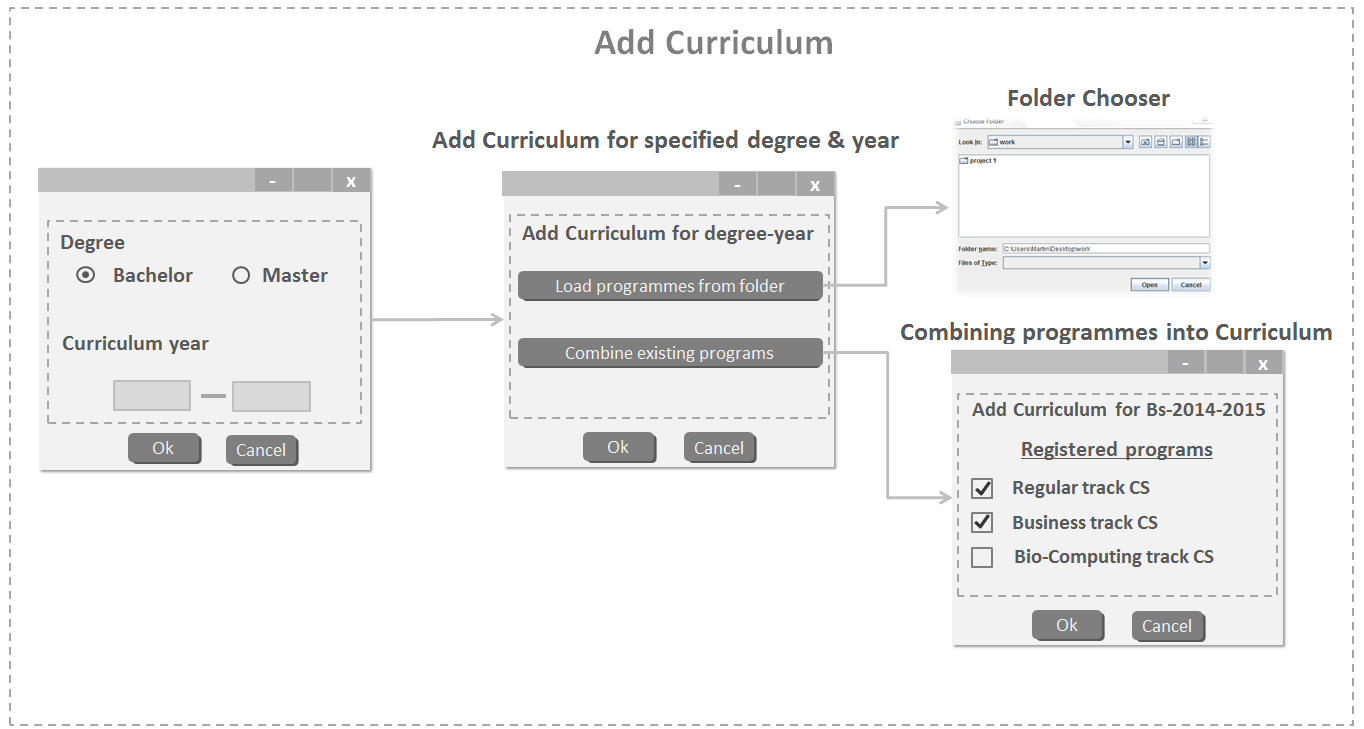 Add Curriculum
Degree
Bachelor
Master
Curriculum year
Ok
Cancel
x
-
Add Curriculum for specified degree & year
-
x
Add Curriculum for degree-year
Load programmes from folder
Combine existing programs
Ok
Cancel
Folder Chooser
Choose Folder
Look In:
work
project 1
Folder name:
C:\Users\Martin\Desktop\work
Files of Type:
Open
Cancel
Combining programmes into Curriculum
-
x
Add Curriculum for Bs-2014-2015
Registered programs
Regular track CS
Business track CS
Bio-Computing track CS
Ok
Cancel